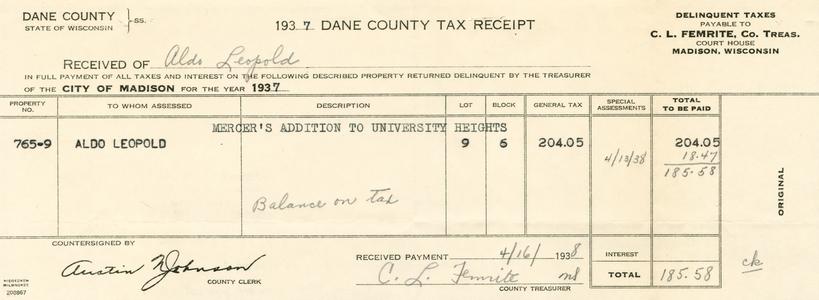 DANE COUNTY
STATE OF WISCONSIN } SS.
1937 DANE COUNTY TAX RECEIPT
DELINQUENT TAXES
PAYABLE TO
C. L. FEMRITE, CO. TREAS.
COURT HOUSE
MADISON, WISCONSIN
RECEIVED OF Aldo Leopold
IN FULL PAYMENT OF ALL TAXES AND INTEREST ON THE FOLLOWING DESCRIBED PROPERTY RETURNED DELINQUENT BY THE TREASURER
OF THE CITY OF MADISON FOR THE YEAR 1937
PROPERTY NO. TO WHOM ASSESSED DESCRIPTION LOT BLOCK GENERAL TAX SPECIAL ASSESSMENTS TOTAL TO BE PAID
MERCER'S ADDITION TO UNIVERSITY HEIGHTS
765-9 ALDO LEOPOLD 9 6 204.05 204.05
4/13/38 18.47
185.58
Balance on tax
ORIGINAL
COUNTERSIGNED BY
Austin N Johnson
COUNTY CLERK
RECEIVED PAYMENT 4/16/ 1938
C. L. Femrite
COUNTY TREASURER
INTEREST
TOTAL 185.58
ck
MILWAUKEE
208867